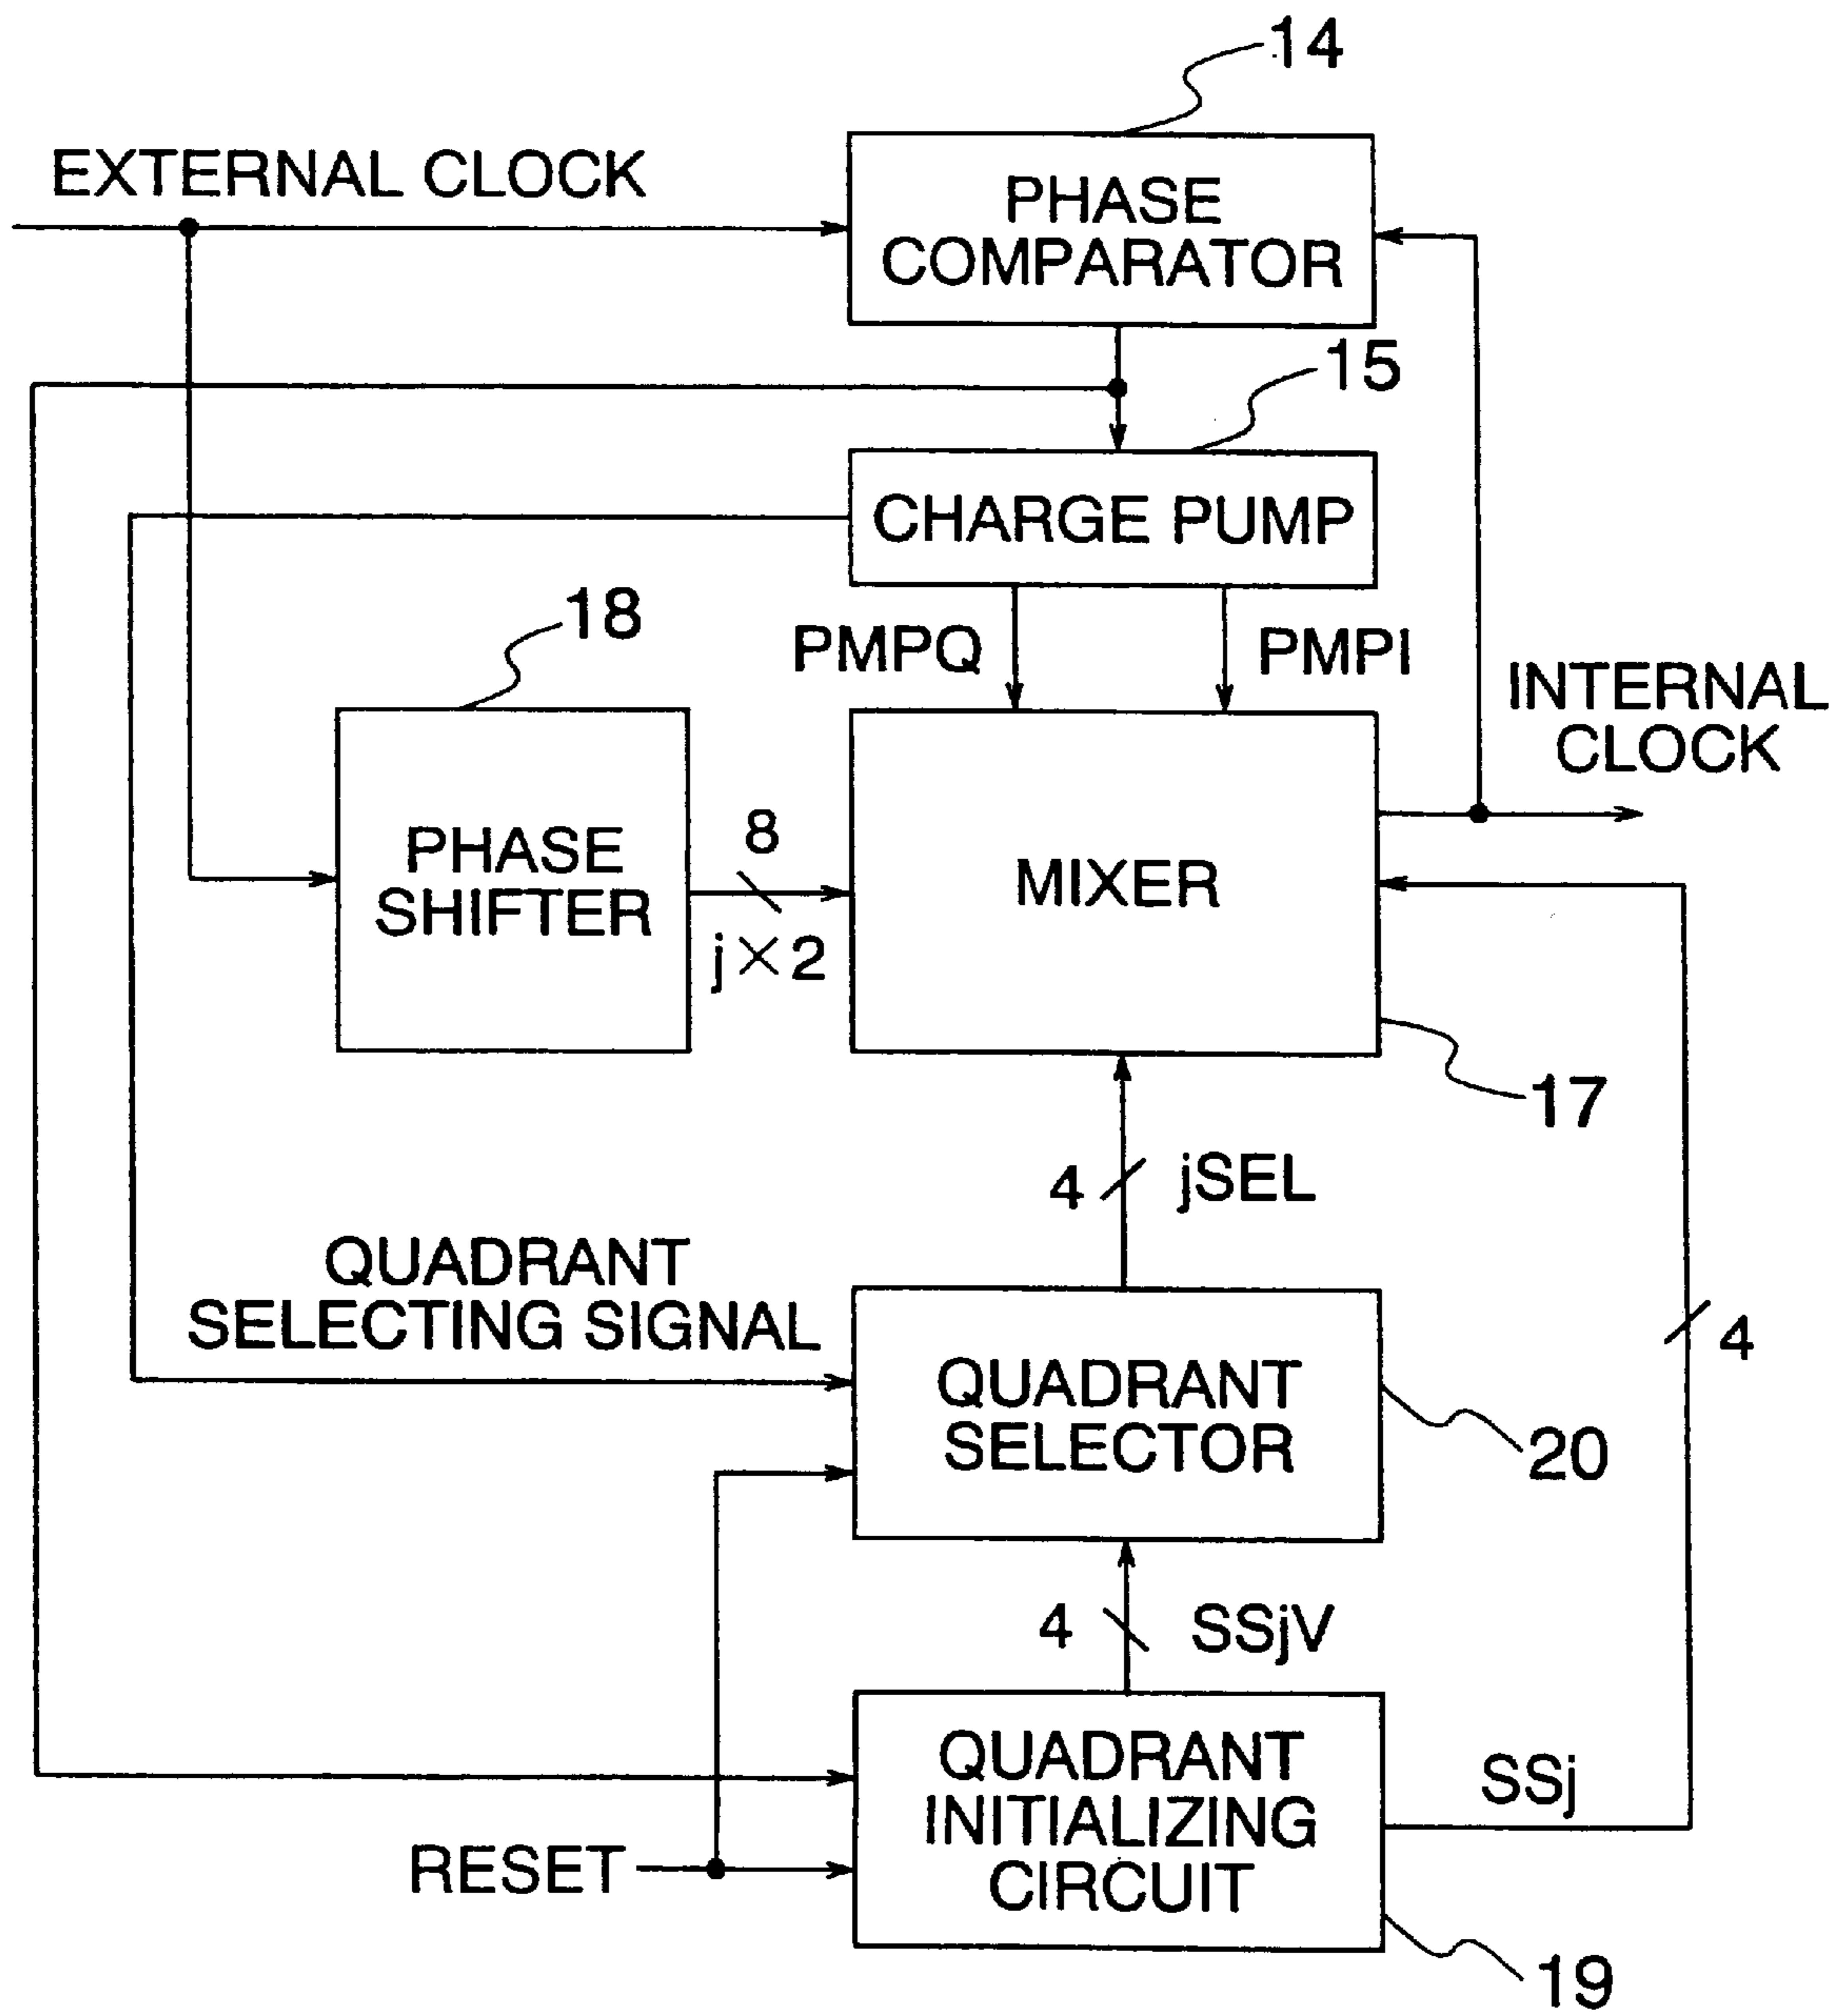 14
EXTERNAL CLOCK
PHASE
COMPARATOR
15
CHARGE PUMP
18
PMPQ
PMPI
INTERNAL
CLOCK
PHASE
SHIFTER
8
j×2
MIXER
17
4
jSEL
QUADRANT
SELECTING SIGNAL
4
QUADRANT
SELECTOR
20
4
SSjV
QUADRANT
INITIALIZING
CIRCUIT
SSj
RESET
19